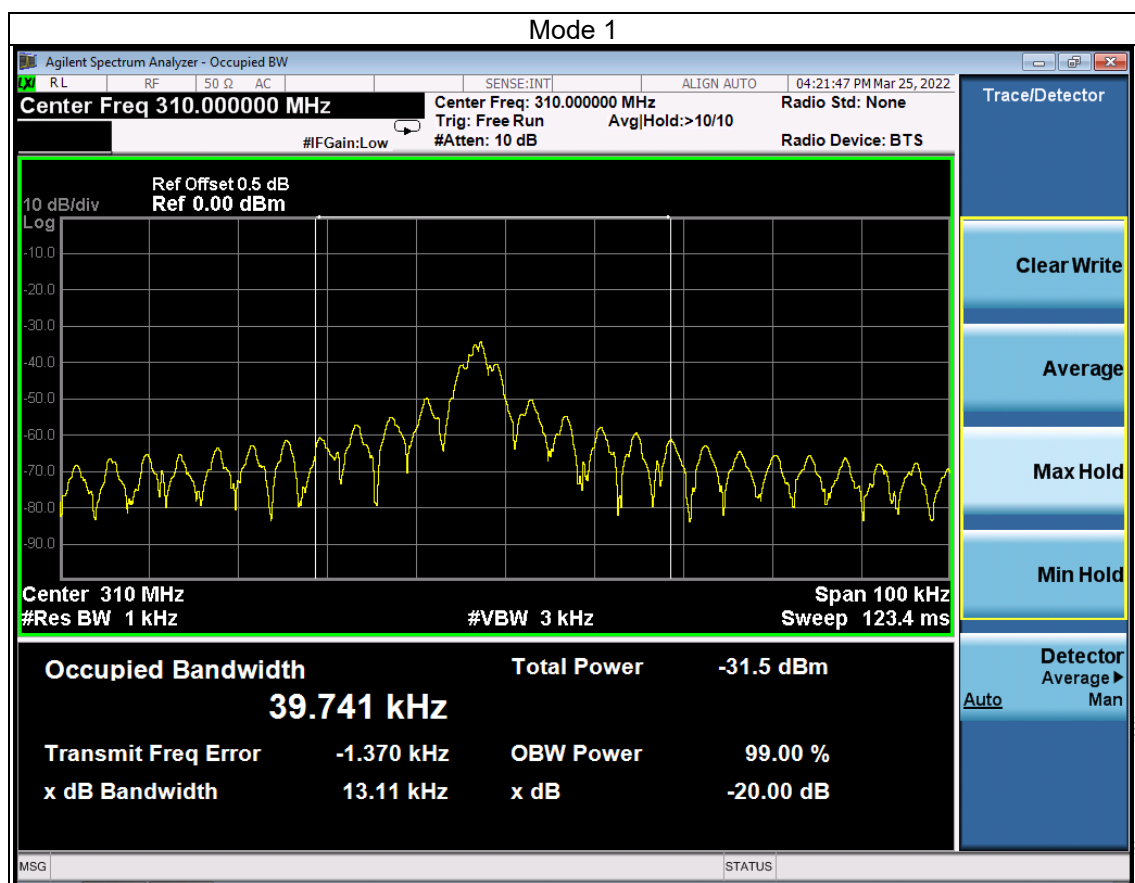 Mode 1
Agilent Spectrum Analyzer - Occupied BW
LXI RL RF 50 Ω AC SENSE:INT ALIGN AUTO 04:21:47 PM Mar 25, 2022
Center Freq 310.000000 MHz
Center Freq: 310.000000 MHz
Radio Std: None
Trig: Free Run Avg|Hold:>10/10
#IFGain:Low
#Atten: 10 dB
Radio Device: BTS
Ref Offset 0.5 dB
10 dB/div Ref 0.00 dBm
Log
-10.0
-20.0
-30.0
-40.0
-50.0
-60.0
-70.0
-80.0
-90.0
Center 310 MHz Span 100 kHz
#Res BW 1 kHz #VBW 3 kHz Sweep 123.4 ms
Occupied Bandwidth Total Power -31.5 dBm
39.741 kHz
Transmit Freq Error -1.370 kHz OBW Power 99.00 %
x dB Bandwidth 13.11 kHz x dB -20.00 dB
MSG STATUS
Trace/Detector
Clear Write
Average
Max Hold
Min Hold
Detector
Average
Auto Man